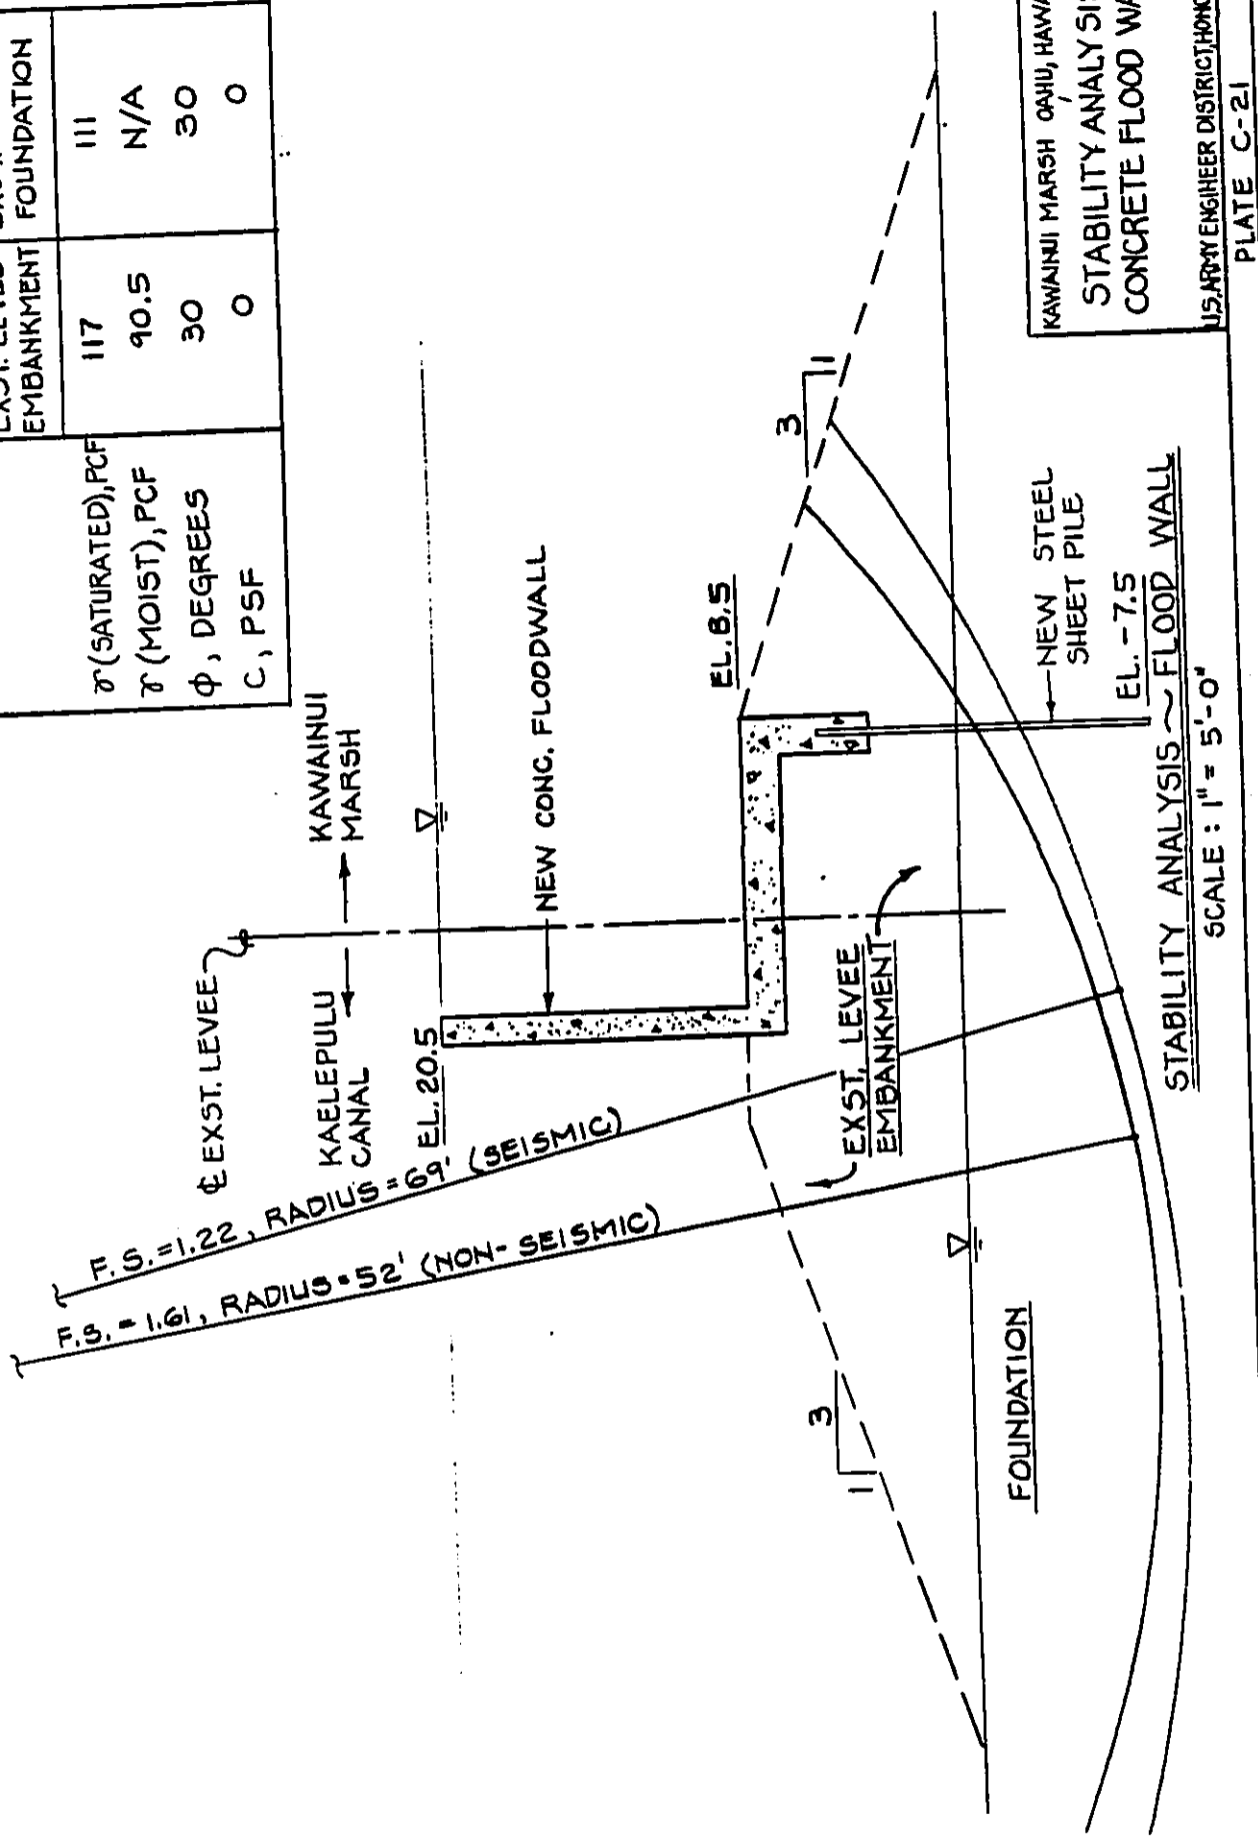 EMBANKMENT FOUNDATION
γ (SATURATED), PCF 117 111
γ (MOIST), PCF 90.5 N/A
φ, DEGREES 30 30
C, PSF 0 0
℄ EXST. LEVEE
KAELEPULU CANAL
KAWAINUI MARSH
EL. 20.5
NEW CONC. FLOODWALL
F.S. = 1.22, RADIUS = 69' (SEISMIC)
F.S. = 1.61, RADIUS = 52' (NON-SEISMIC)
EL. 8.5
3
1
3
1
EXST. LEVEE
EMBANKMENT
FOUNDATION
NEW STEEL
SHEET PILE
EL. -7.5
STABILITY ANALYSIS ~ FLOOD WALL
SCALE : 1" = 5'-0"
KAWAINUI MARSH OAHU, HAWA
STABILITY ANALYSI
CONCRETE FLOOD WA
U.S. ARMY ENGINEER DISTRICT, HONO
PLATE C-21